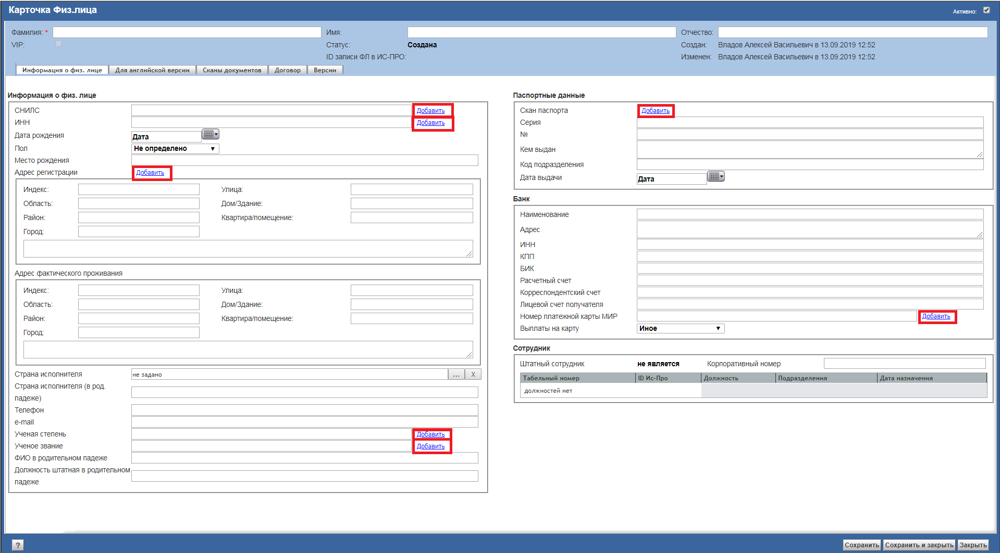 Карточка Физ.лица
Активно:
Фамилия: *
Имя:
Отчество:
VIP:
Статус: Создана
Создан: Владов Алексей Васильевич в 13.09.2019 12:52
ID записи ФЛ в ИС-ПРО:
Изменен: Владов Алексей Васильевич в 13.09.2019 12:52
Информация о физ. лице Для английской версии Сканы документов Договор Версии
Информация о физ. лице
СНИЛС Добавить
ИНН Добавить
Дата рождения Дата
Пол Не определено
Место рождения
Адрес регистрации Добавить
Индекс: Улица:
Область: Дом/Здание:
Район: Квартира/помещение:
Город:
Адрес фактического проживания
Индекс: Улица:
Область: Дом/Здание:
Район: Квартира/помещение:
Город:
Страна исполнителя не задано ... X
Страна исполнителя (в род.
падеже)
Телефон
e-mail
Ученая степень Добавить
Ученое звание Добавить
ФИО в родительном падеже
Должность штатная в родительном
падеже
Паспортные данные
Скан паспорта Добавить
Серия
№
Кем выдан
Код подразделения
Дата выдачи Дата
Банк
Наименование
Адрес
ИНН
КПП
БИК
Расчетный счет
Корреспондентский счет
Лицевой счет получателя
Номер платежной карты МИР Добавить
Выплаты на карту Иное
Сотрудник
Штатный сотрудник не является Корпоративный номер
Табельный номер ID Ис-Про Должность Подразделения Дата назначения
должностей нет
? Сохранить Сохранить и закрыть Закрыть